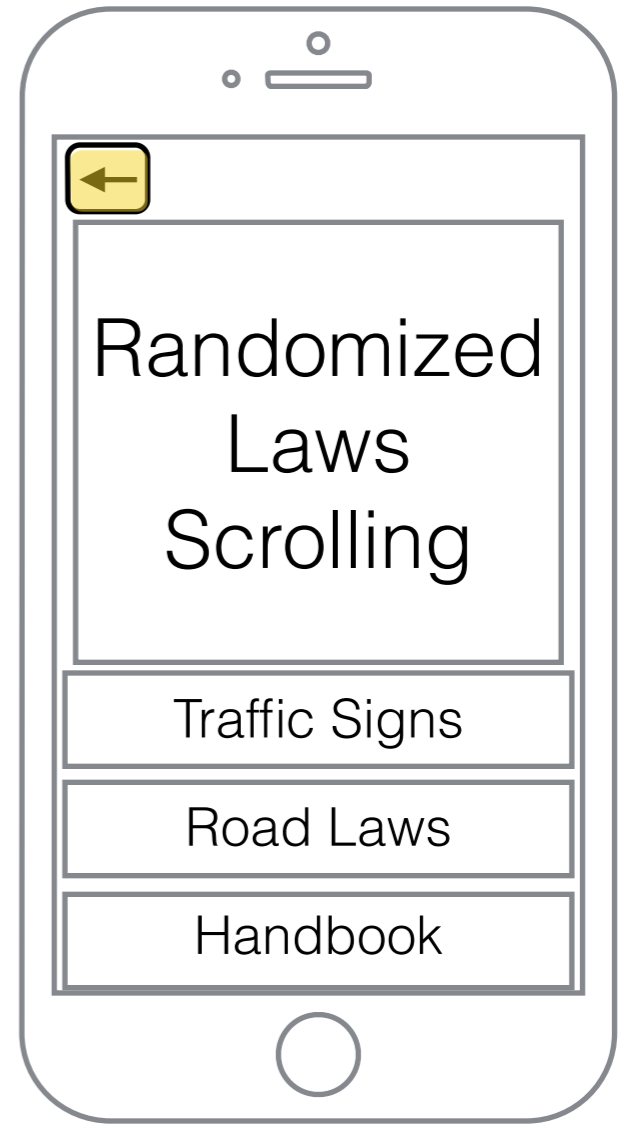 Randomized
Laws
Scrolling
Traffic Signs
Road Laws
Handbook